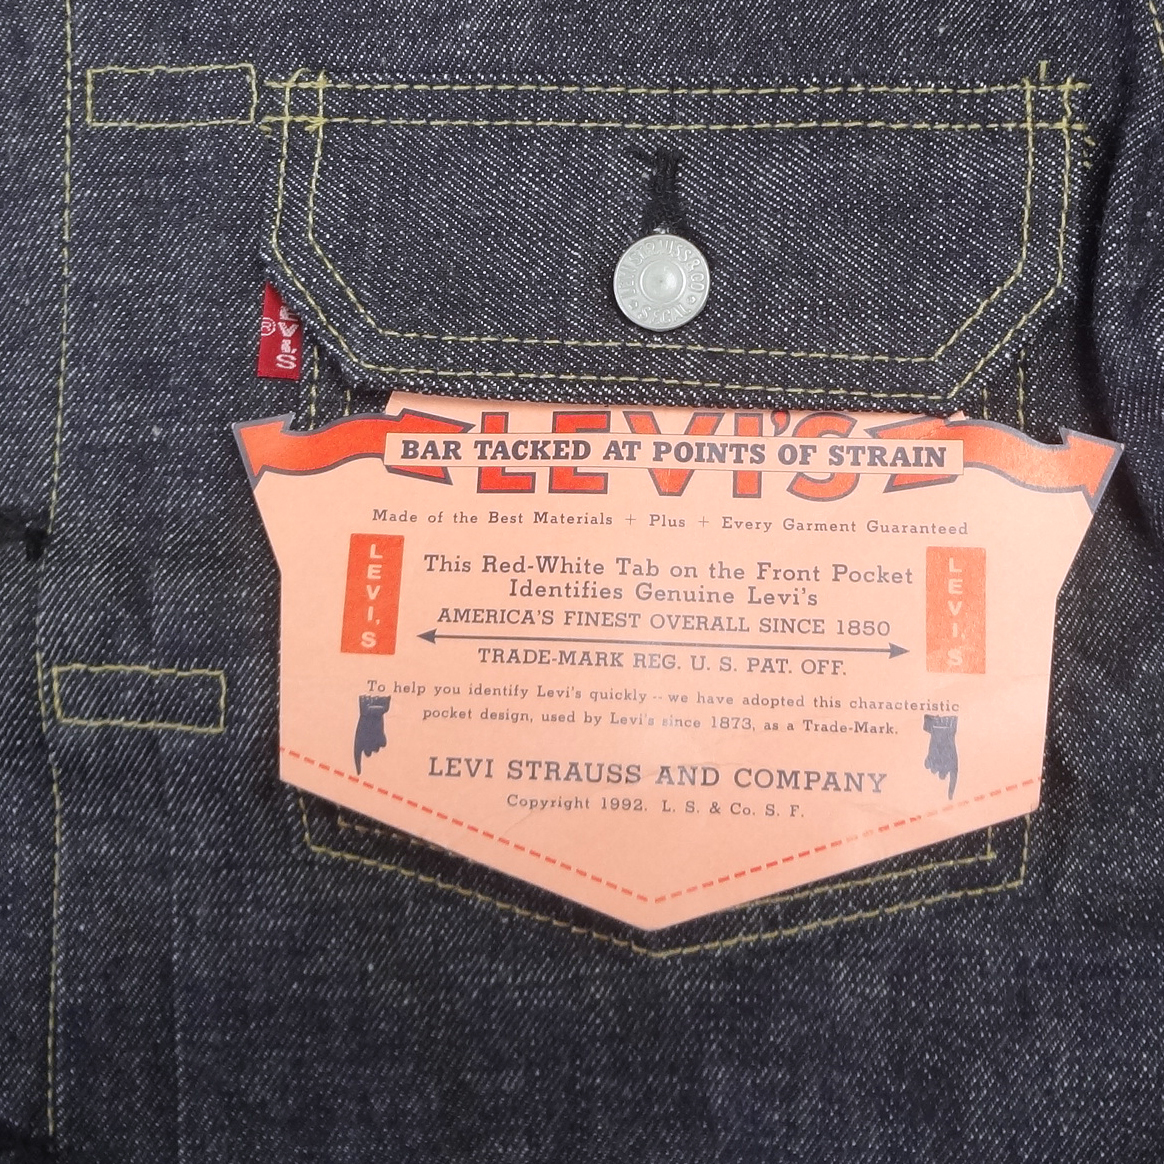 LEVI STRAUSS & CO
S.F.CAL
LEVI'S
®
LEVI'S
BAR TACKED AT POINTS OF STRAIN
Made of the Best Materials + Plus + Every Garment Guaranteed
LEVI'S
This Red-White Tab on the Front Pocket
Identifies Genuine Levi's
AMERICA'S FINEST OVERALL SINCE 1850
TRADE-MARK REG. U. S. PAT. OFF.
LEVI'S
To help you identify Levi's quickly -- we have adopted this characteristic
pocket design, used by Levi's since 1873, as a Trade-Mark.
LEVI STRAUSS AND COMPANY
Copyright 1992. L. S. & Co. S. F.